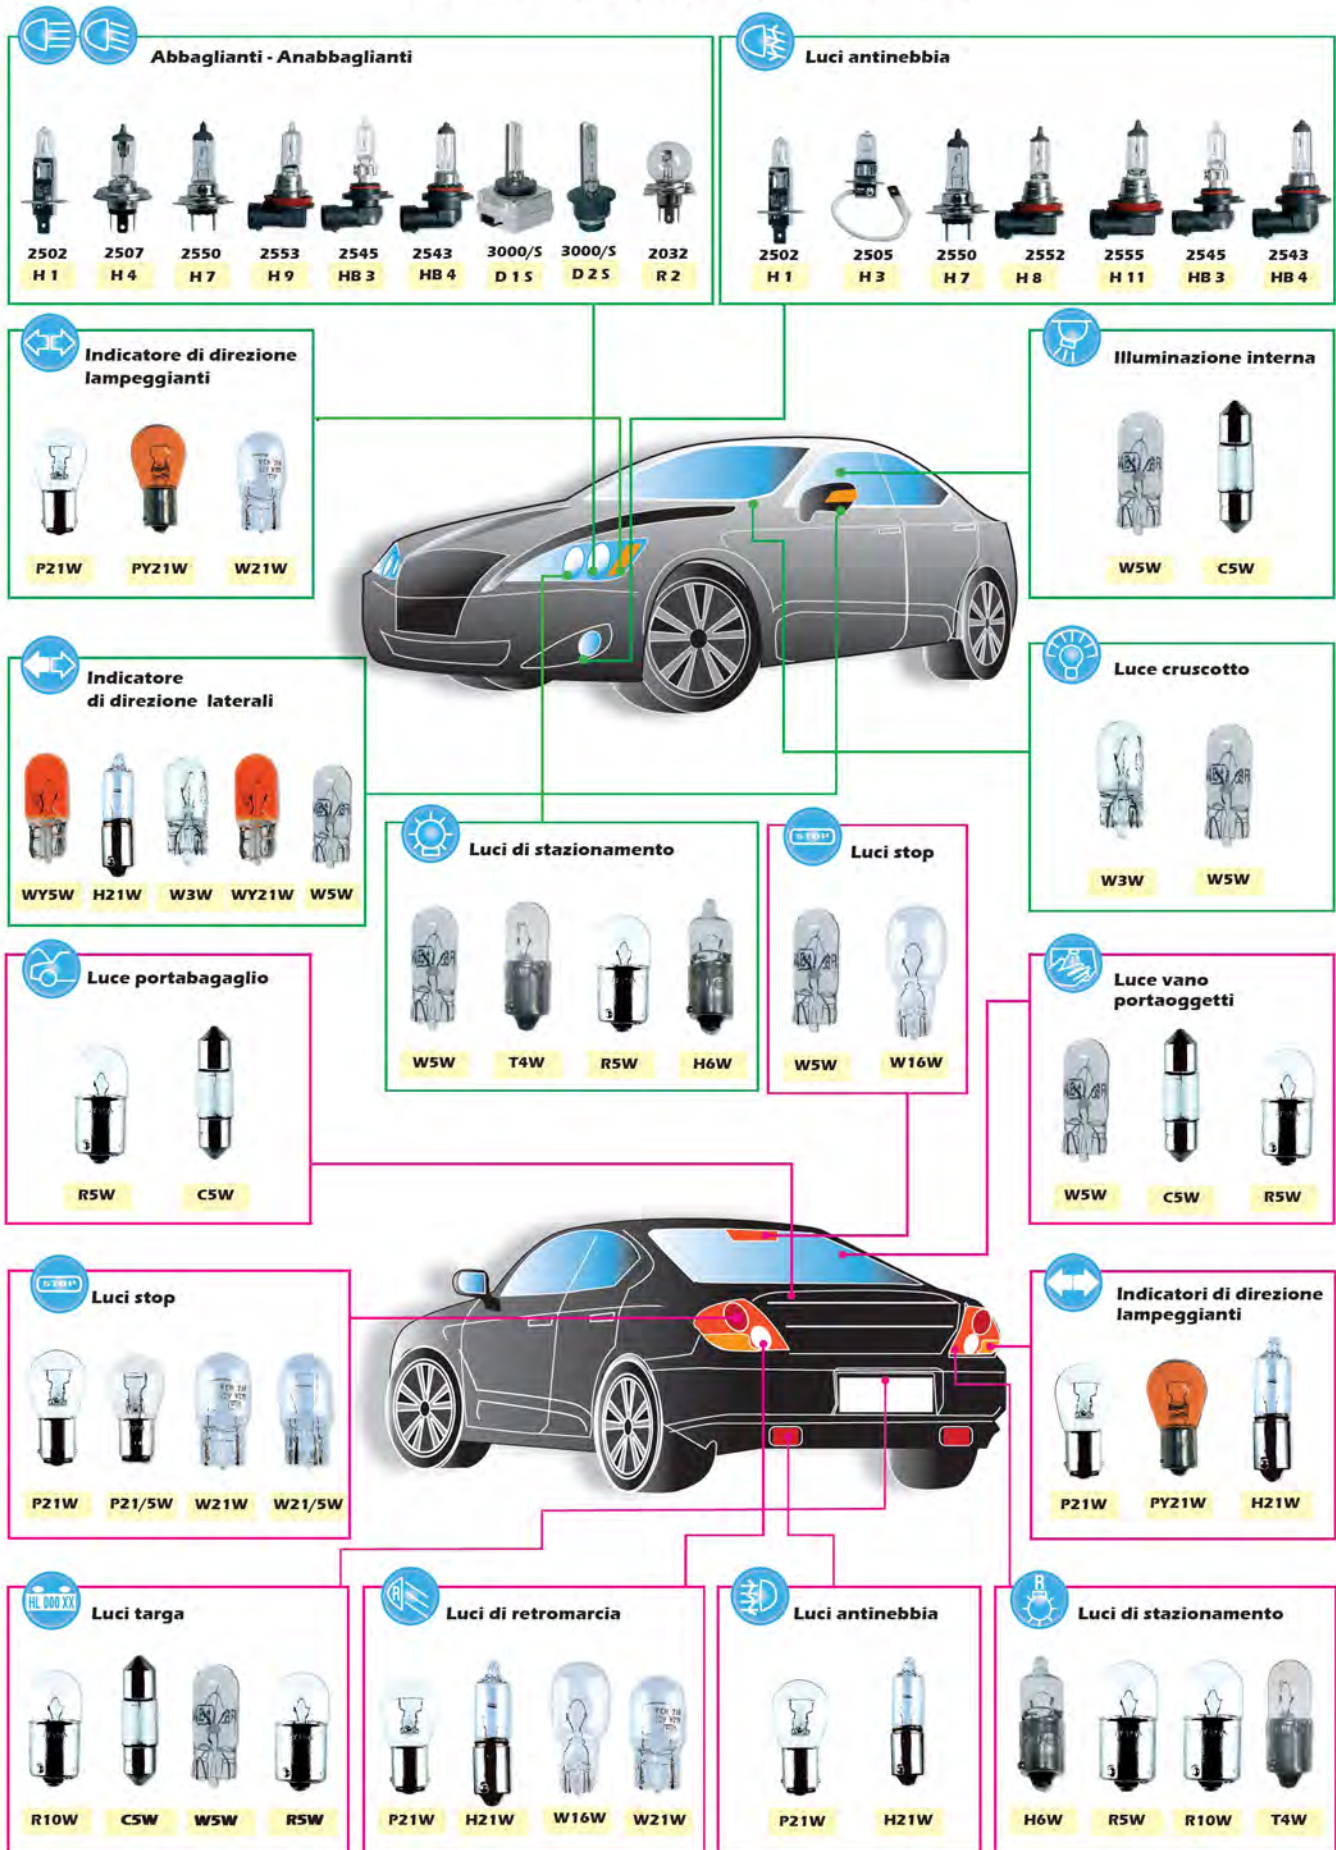 Abbaglianti - Anabbaglianti
2502 2507 2550 2553 2545 2543 3000/S 3000/S 2032
H 1 H 4 H 7 H 9 HB 3 HB 4 D 1 S D 2 S R 2
Luci antinebbia
2502 2505 2550 2552 2555 2545 2543
H 1 H 3 H 7 H 8 H 11 HB 3 HB 4
Indicatore di direzione
lampeggianti
P21W PY21W W21W
Illuminazione interna
W5W C5W
Indicatore
di direzione laterali
WY5W H21W W3W WY21W W5W
Luce cruscotto
W3W W5W
Luci di stazionamento
W5W T4W R5W H6W
STOP
Luci stop
W5W W16W
Luce portabagaglio
R5W C5W
Luce vano
portaoggetti
W5W C5W R5W
STOP
Luci stop
P21W P21/5W W21W W21/5W
Indicatori di direzione
lampeggianti
P21W PY21W H21W
HL 000 XX
Luci targa
R10W C5W W5W R5W
R
Luci di retromarcia
P21W H21W W16W W21W
Luci antinebbia
P21W H21W
R
Luci di stazionamento
H6W R5W R10W T4W